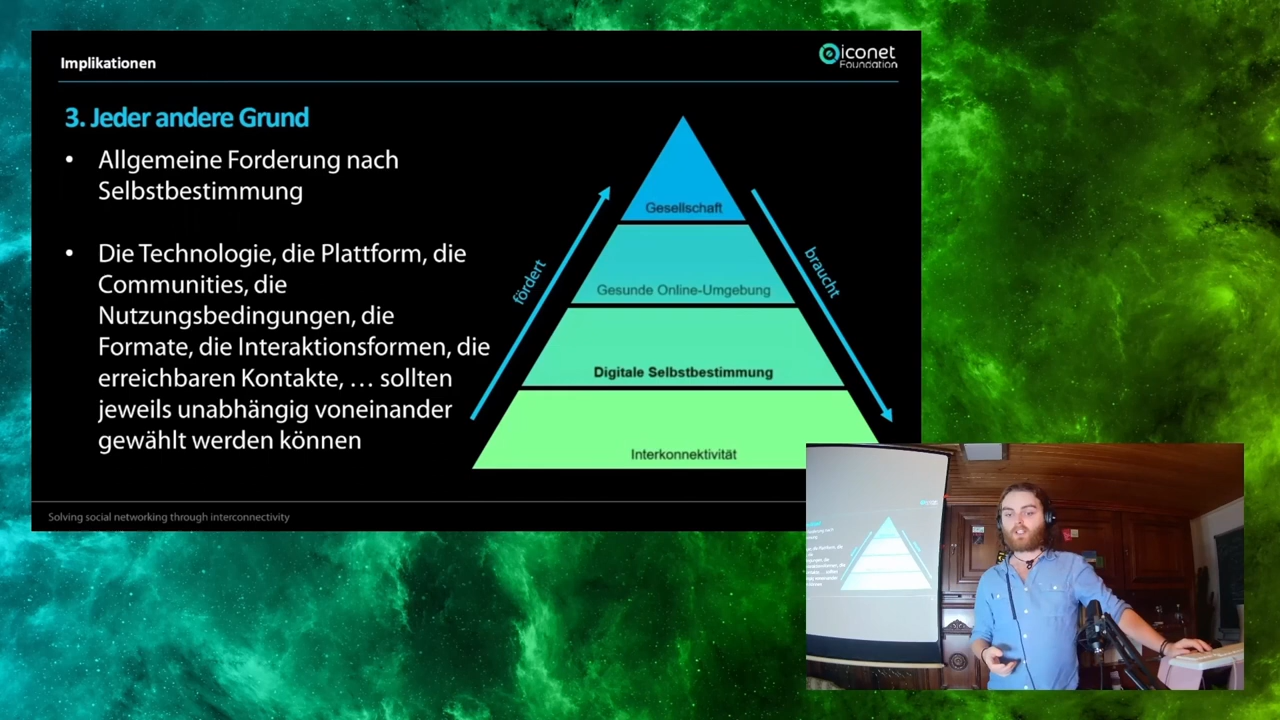 Implikationen
iconet
Foundation
3. Jeder andere Grund
• Allgemeine Forderung nach
Selbstbestimmung
• Die Technologie, die Plattform, die
Communities, die
Nutzungsbedingungen, die
Formate, die Interaktionsformen, die
erreichbaren Kontakte, … sollten
jeweils unabhängig voneinander
gewählt werden können
fördert
braucht
Gesellschaft
Gesunde Online-Umgebung
Digitale Selbstbestimmung
Interkonnektivität
Solving social networking through interconnectivity